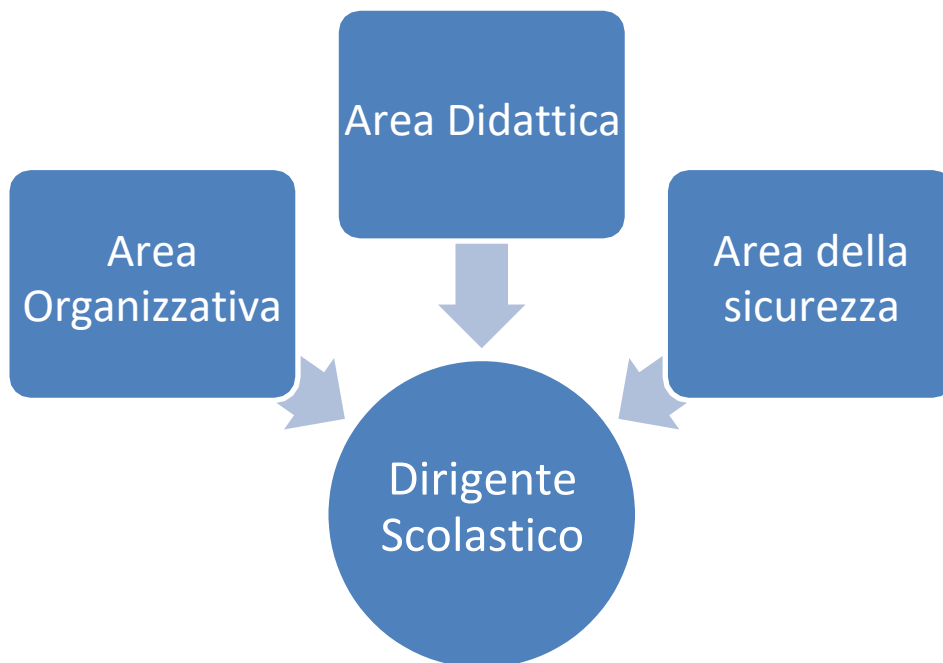 Area Didattica
Area
Organizzativa
Area della
sicurezza
Dirigente
Scolastico